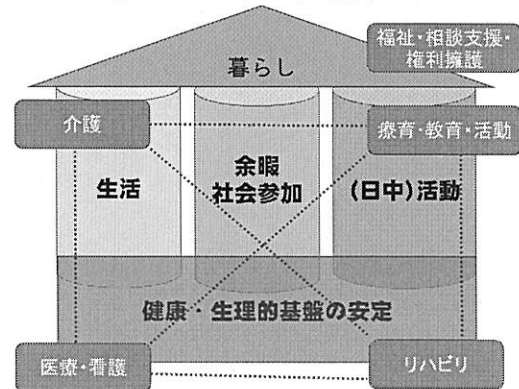 福祉・相談支援・
権利擁護
暮らし
介護
療育・教育・活動
生活
余暇
社会参加
(日中)活動
健康・生理的基盤の安定
医療・看護
リハビリ